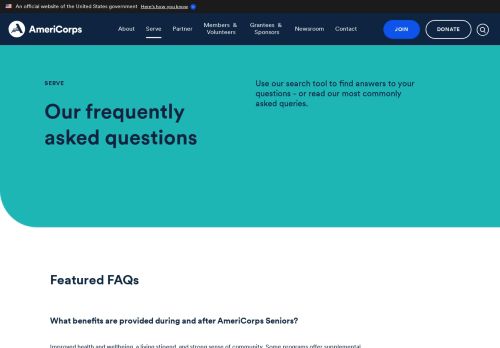 An official website of the United States government Here's how you know
AmeriCorps
About Serve Partner Members & Volunteers Grantees & Sponsors Newsroom Contact JOIN DONATE
SERVE
Our frequently
asked questions
Use our search tool to find answers to your
questions - or read our most commonly
asked queries.
Featured FAQs
What benefits are provided during and after AmeriCorps Seniors?
Improved health and wellbeing, a living stipend, and strong sense of community. Some programs offer supplemental